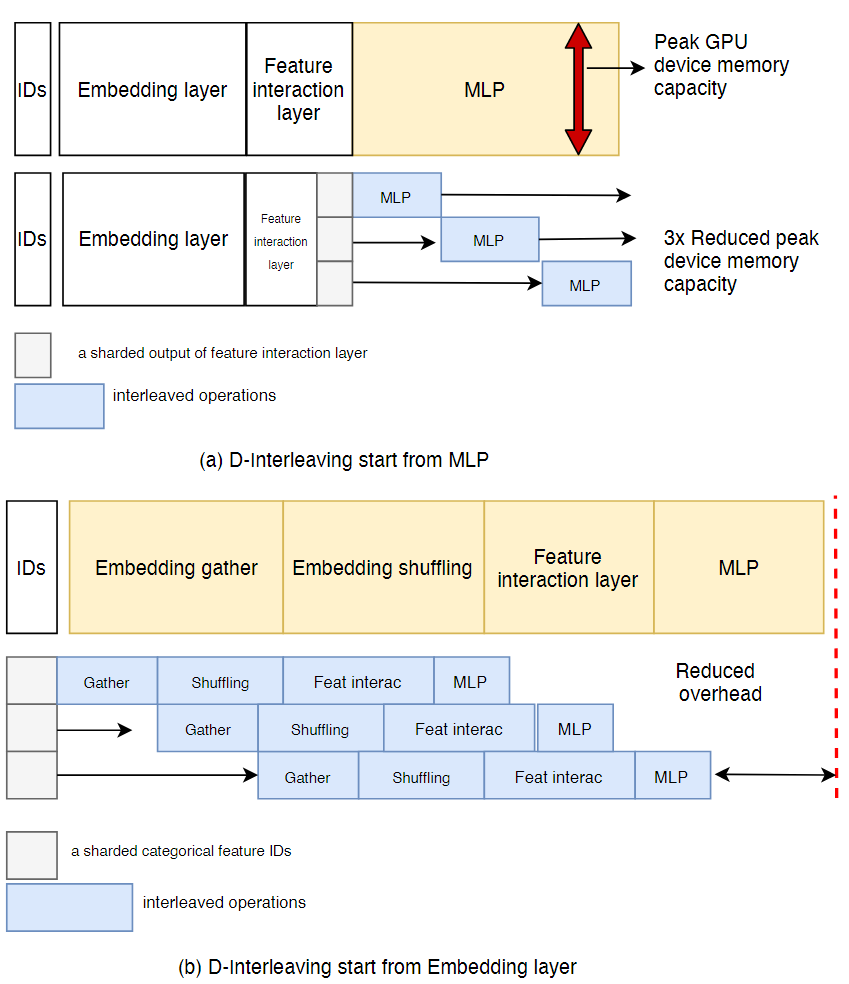 IDs
Embedding layer
Feature
interaction
layer
MLP
Peak GPU
device memory
capacity
IDs
Embedding layer
Feature
interaction
layer
MLP
MLP
MLP
3x Reduced peak
device memory
capacity
a sharded output of feature interaction layer
interleaved operations
(a) D-Interleaving start from MLP
IDs
Embedding gather
Embedding shuffling
Feature
interaction layer
MLP
Gather
Shuffling
Feat interac
MLP
Reduced
overhead
Gather
Shuffling
Feat interac
MLP
Gather
Shuffling
Feat interac
MLP
a sharded categorical feature IDs
interleaved operations
(b) D-Interleaving start from Embedding layer